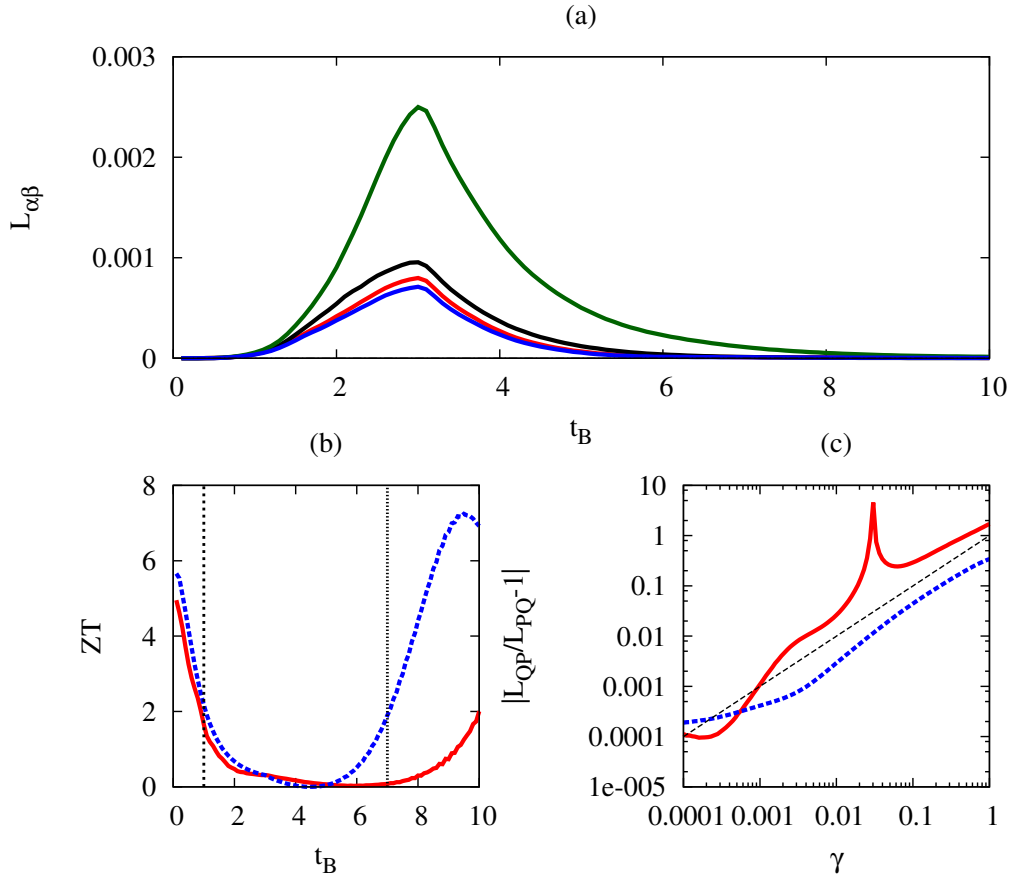 (a)
0.003
0.002
0.001
0
L_αβ
0 2 4 6 8 10
t_B
(b)
8
6
4
2
0
ZT
0 2 4 6 8 10
t_B
(c)
10
1
0.1
0.01
0.001
0.0001
1e-005
|L_QP/L_PQ-1|
0.0001 0.001 0.01 0.1 1
γ